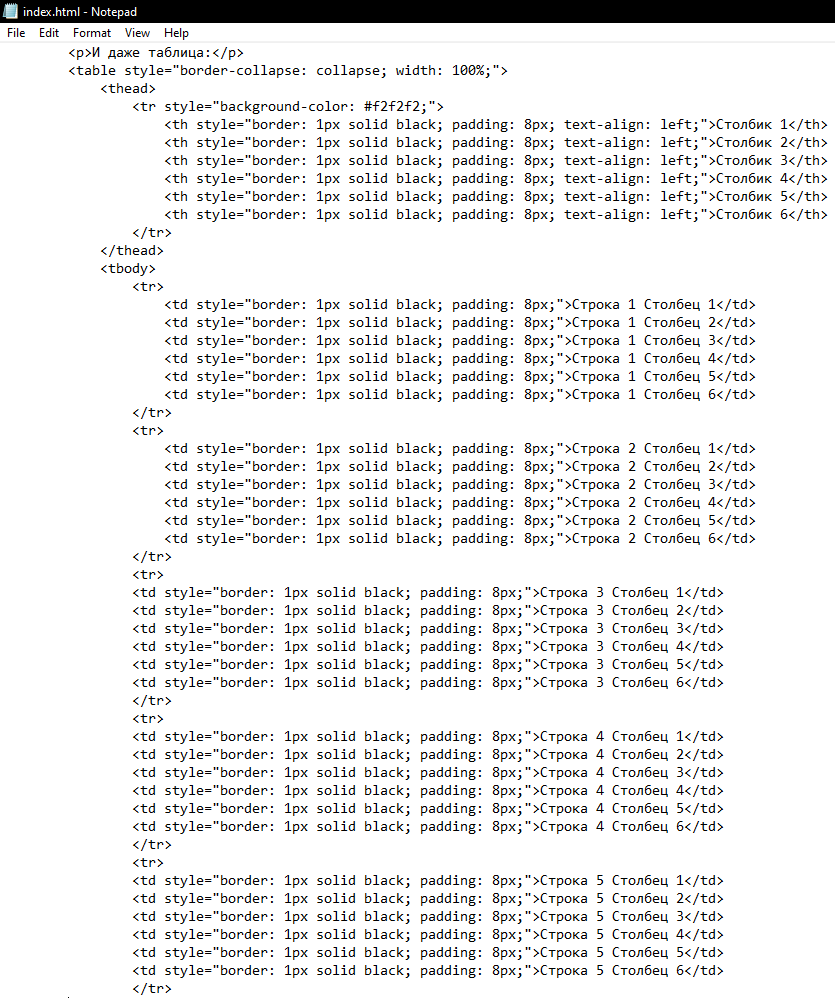 index.html - Notepad
File Edit Format View Help
<p>И даже таблица:</p>
<table style="border-collapse: collapse; width: 100%;">
<thead>
<tr style="background-color: #f2f2f2;">
<th style="border: 1px solid black; padding: 8px; text-align: left;">Столбик 1</th>
<th style="border: 1px solid black; padding: 8px; text-align: left;">Столбик 2</th>
<th style="border: 1px solid black; padding: 8px; text-align: left;">Столбик 3</th>
<th style="border: 1px solid black; padding: 8px; text-align: left;">Столбик 4</th>
<th style="border: 1px solid black; padding: 8px; text-align: left;">Столбик 5</th>
<th style="border: 1px solid black; padding: 8px; text-align: left;">Столбик 6</th>
</tr>
</thead>
<tbody>
<tr>
<td style="border: 1px solid black; padding: 8px;">Строка 1 Столбец 1</td>
<td style="border: 1px solid black; padding: 8px;">Строка 1 Столбец 2</td>
<td style="border: 1px solid black; padding: 8px;">Строка 1 Столбец 3</td>
<td style="border: 1px solid black; padding: 8px;">Строка 1 Столбец 4</td>
<td style="border: 1px solid black; padding: 8px;">Строка 1 Столбец 5</td>
<td style="border: 1px solid black; padding: 8px;">Строка 1 Столбец 6</td>
</tr>
<tr>
<td style="border: 1px solid black; padding: 8px;">Строка 2 Столбец 1</td>
<td style="border: 1px solid black; padding: 8px;">Строка 2 Столбец 2</td>
<td style="border: 1px solid black; padding: 8px;">Строка 2 Столбец 3</td>
<td style="border: 1px solid black; padding: 8px;">Строка 2 Столбец 4</td>
<td style="border: 1px solid black; padding: 8px;">Строка 2 Столбец 5</td>
<td style="border: 1px solid black; padding: 8px;">Строка 2 Столбец 6</td>
</tr>
<tr>
<td style="border: 1px solid black; padding: 8px;">Строка 3 Столбец 1</td>
<td style="border: 1px solid black; padding: 8px;">Строка 3 Столбец 2</td>
<td style="border: 1px solid black; padding: 8px;">Строка 3 Столбец 3</td>
<td style="border: 1px solid black; padding: 8px;">Строка 3 Столбец 4</td>
<td style="border: 1px solid black; padding: 8px;">Строка 3 Столбец 5</td>
<td style="border: 1px solid black; padding: 8px;">Строка 3 Столбец 6</td>
</tr>
<tr>
<td style="border: 1px solid black; padding: 8px;">Строка 4 Столбец 1</td>
<td style="border: 1px solid black; padding: 8px;">Строка 4 Столбец 2</td>
<td style="border: 1px solid black; padding: 8px;">Строка 4 Столбец 3</td>
<td style="border: 1px solid black; padding: 8px;">Строка 4 Столбец 4</td>
<td style="border: 1px solid black; padding: 8px;">Строка 4 Столбец 5</td>
<td style="border: 1px solid black; padding: 8px;">Строка 4 Столбец 6</td>
</tr>
<tr>
<td style="border: 1px solid black; padding: 8px;">Строка 5 Столбец 1</td>
<td style="border: 1px solid black; padding: 8px;">Строка 5 Столбец 2</td>
<td style="border: 1px solid black; padding: 8px;">Строка 5 Столбец 3</td>
<td style="border: 1px solid black; padding: 8px;">Строка 5 Столбец 4</td>
<td style="border: 1px solid black; padding: 8px;">Строка 5 Столбец 5</td>
<td style="border: 1px solid black; padding: 8px;">Строка 5 Столбец 6</td>
</tr>